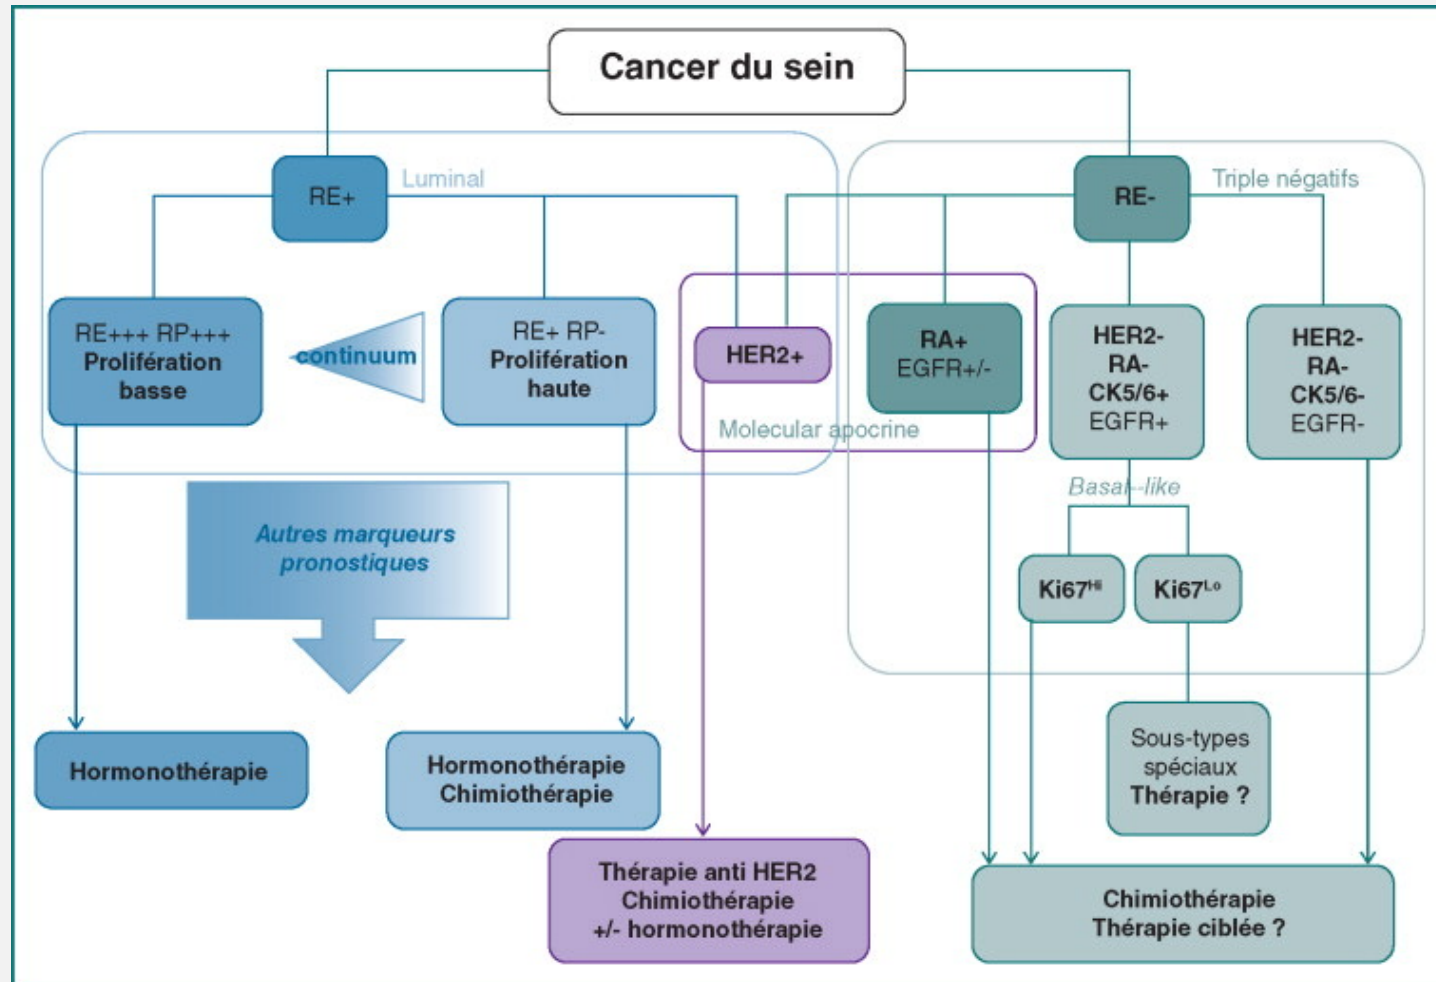 Cancer du sein
RE+
Luminal
RE-
Triple négatifs
RE+++ RP+++
Prolifération
basse
continuum
RE+ RP-
Prolifération
haute
HER2+
RA+
EGFR+/-
Molecular apocrine
HER2-
RA-
CK5/6+
EGFR+
HER2-
RA-
CK5/6-
EGFR-
Basal--like
Autres marqueurs
pronostiques
Ki67Hi
Ki67Lo
Hormonothérapie
Hormonothérapie
Chimiothérapie
Sous-types
spéciaux
Thérapie ?
Thérapie anti HER2
Chimiothérapie
+/- hormonothérapie
Chimiothérapie
Thérapie ciblée ?